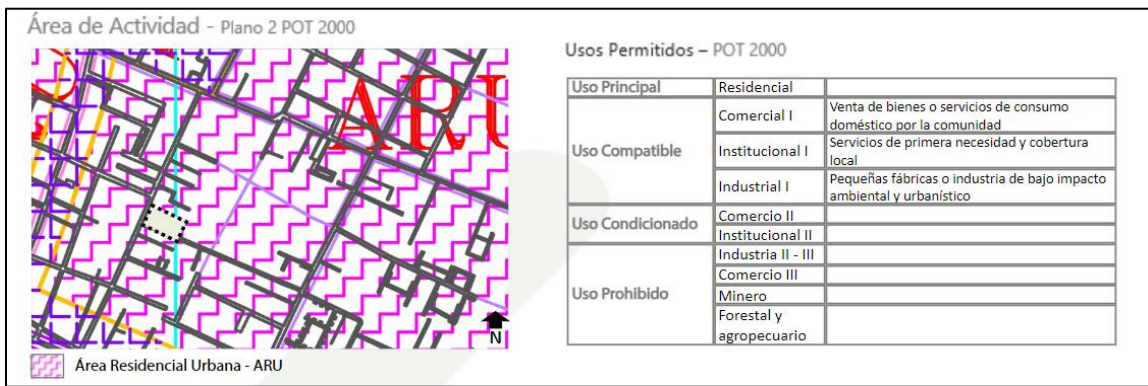 Área de Actividad - Plano 2 POT 2000
ARU
N
Área Residencial Urbana - ARU
Usos Permitidos – POT 2000
Uso Principal Residencial
Uso Compatible
Comercial I Venta de bienes o servicios de consumo
doméstico por la comunidad
Institucional I Servicios de primera necesidad y cobertura
local
Industrial I Pequeñas fábricas o industria de bajo impacto
ambiental y urbanístico
Uso Condicionado
Comercio II
Institucional II
Uso Prohibido
Industria II - III
Comercio III
Minero
Forestal y
agropecuario